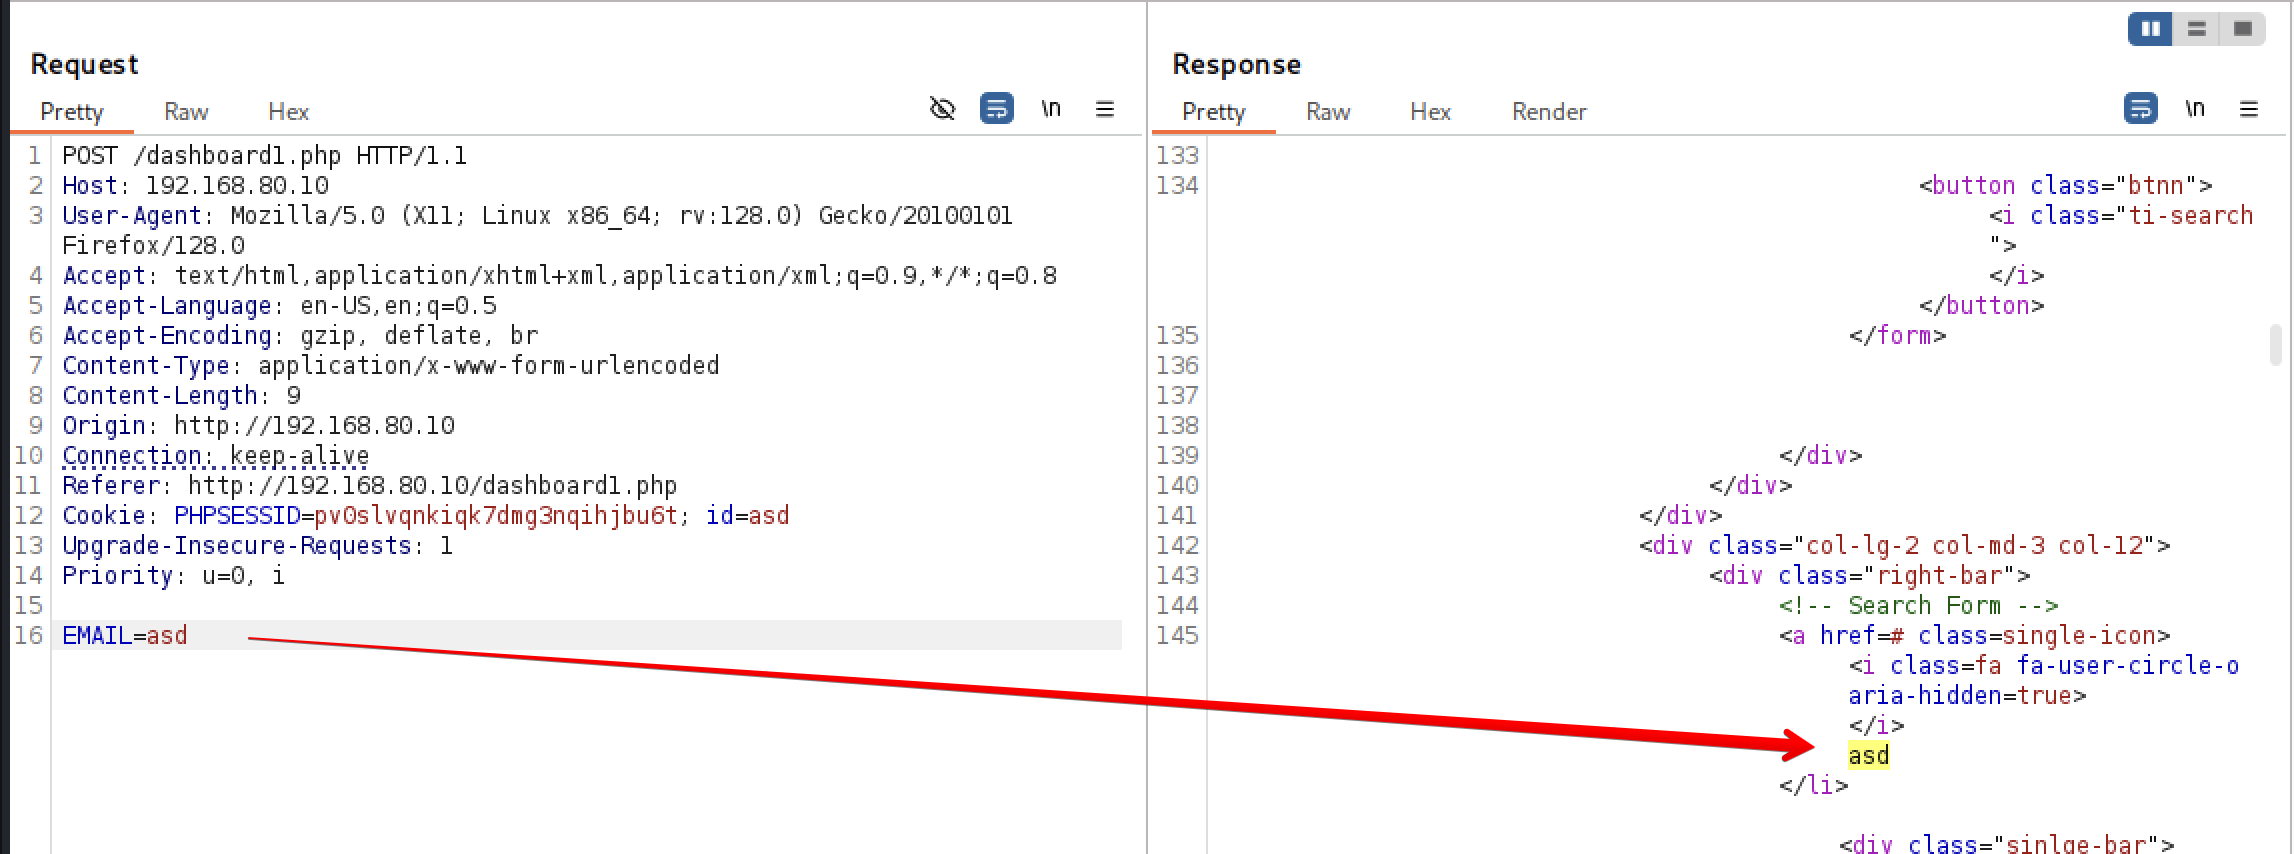 Request
Pretty Raw Hex
\n
1 POST /dashboard1.php HTTP/1.1
2 Host: 192.168.80.10
3 User-Agent: Mozilla/5.0 (X11; Linux x86_64; rv:128.0) Gecko/20100101
Firefox/128.0
4 Accept: text/html,application/xhtml+xml,application/xml;q=0.9,*/*;q=0.8
5 Accept-Language: en-US,en;q=0.5
6 Accept-Encoding: gzip, deflate, br
7 Content-Type: application/x-www-form-urlencoded
8 Content-Length: 9
9 Origin: http://192.168.80.10
10 Connection: keep-alive
11 Referer: http://192.168.80.10/dashboard1.php
12 Cookie: PHPSESSID=pv0slvqnkiqk7dmg3nqihjbu6t; id=asd
13 Upgrade-Insecure-Requests: 1
14 Priority: u=0, i
15
16 EMAIL=asd
Response
Pretty Raw Hex Render
\n
133
134 <button class="btnn">
<i class="ti-search
">
</i>
</button>
135 </form>
136
137
138
139 </div>
140 </div>
141 </div>
142 <div class="col-lg-2 col-md-3 col-12">
143 <div class="right-bar">
144 <!-- Search Form -->
145 <a href=# class=single-icon>
<i class=fa fa-user-circle-o
aria-hidden=true>
</i>
asd
</li>
<div class="sinlge-bar">